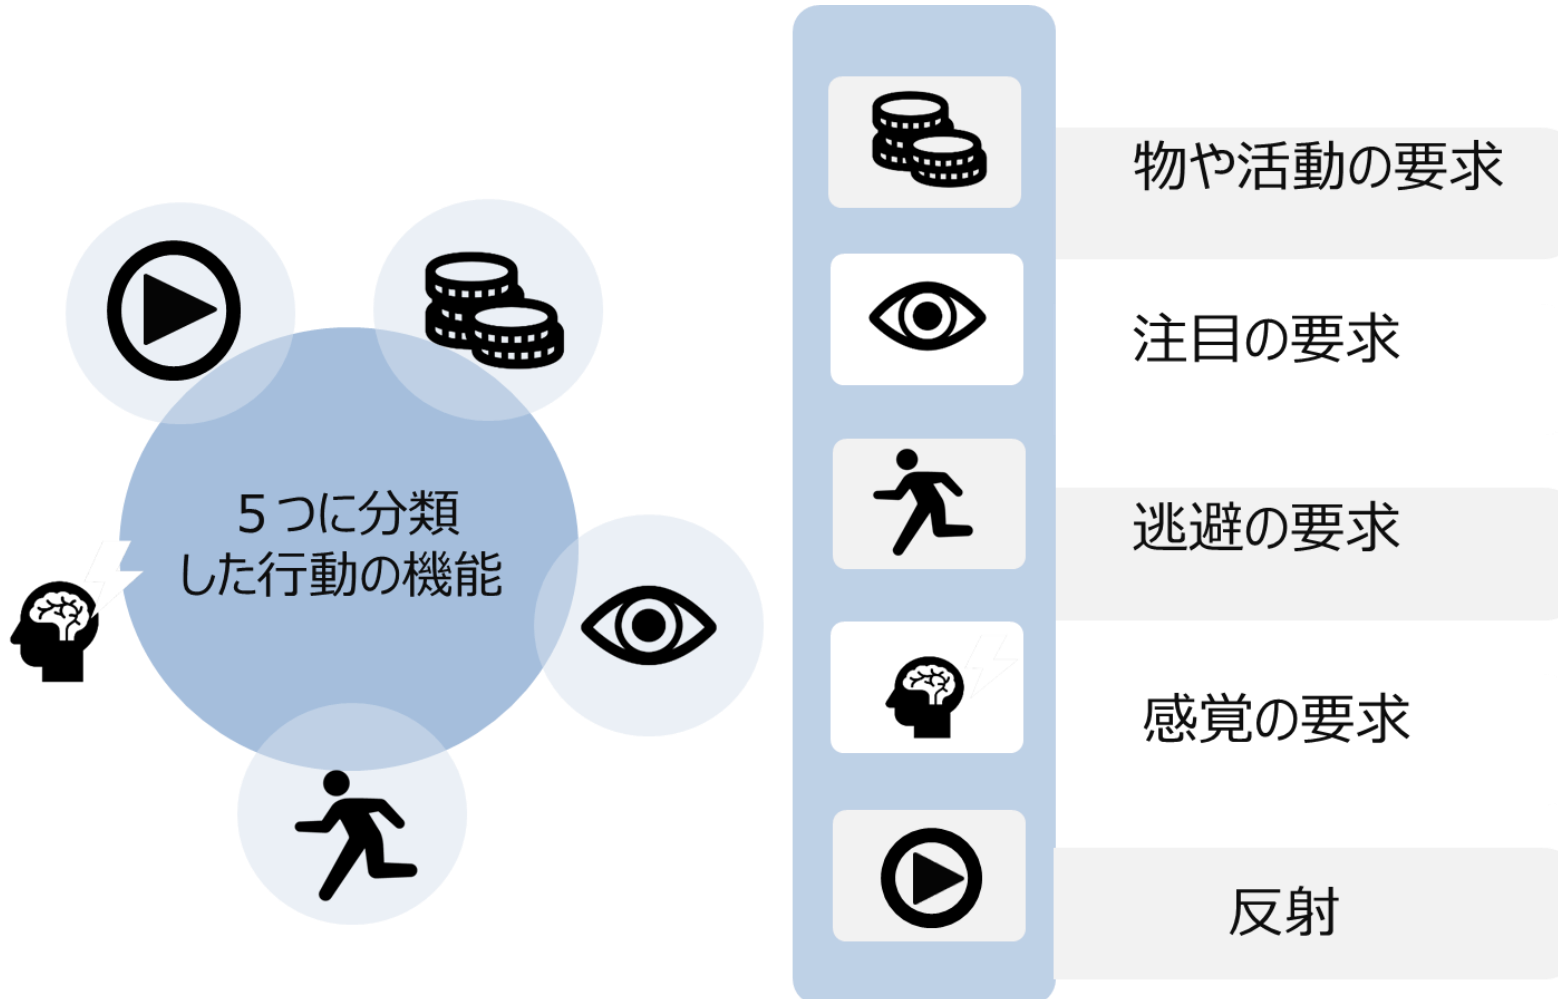 ５つに分類
した行動の機能
物や活動の要求
注目の要求
逃避の要求
感覚の要求
反射